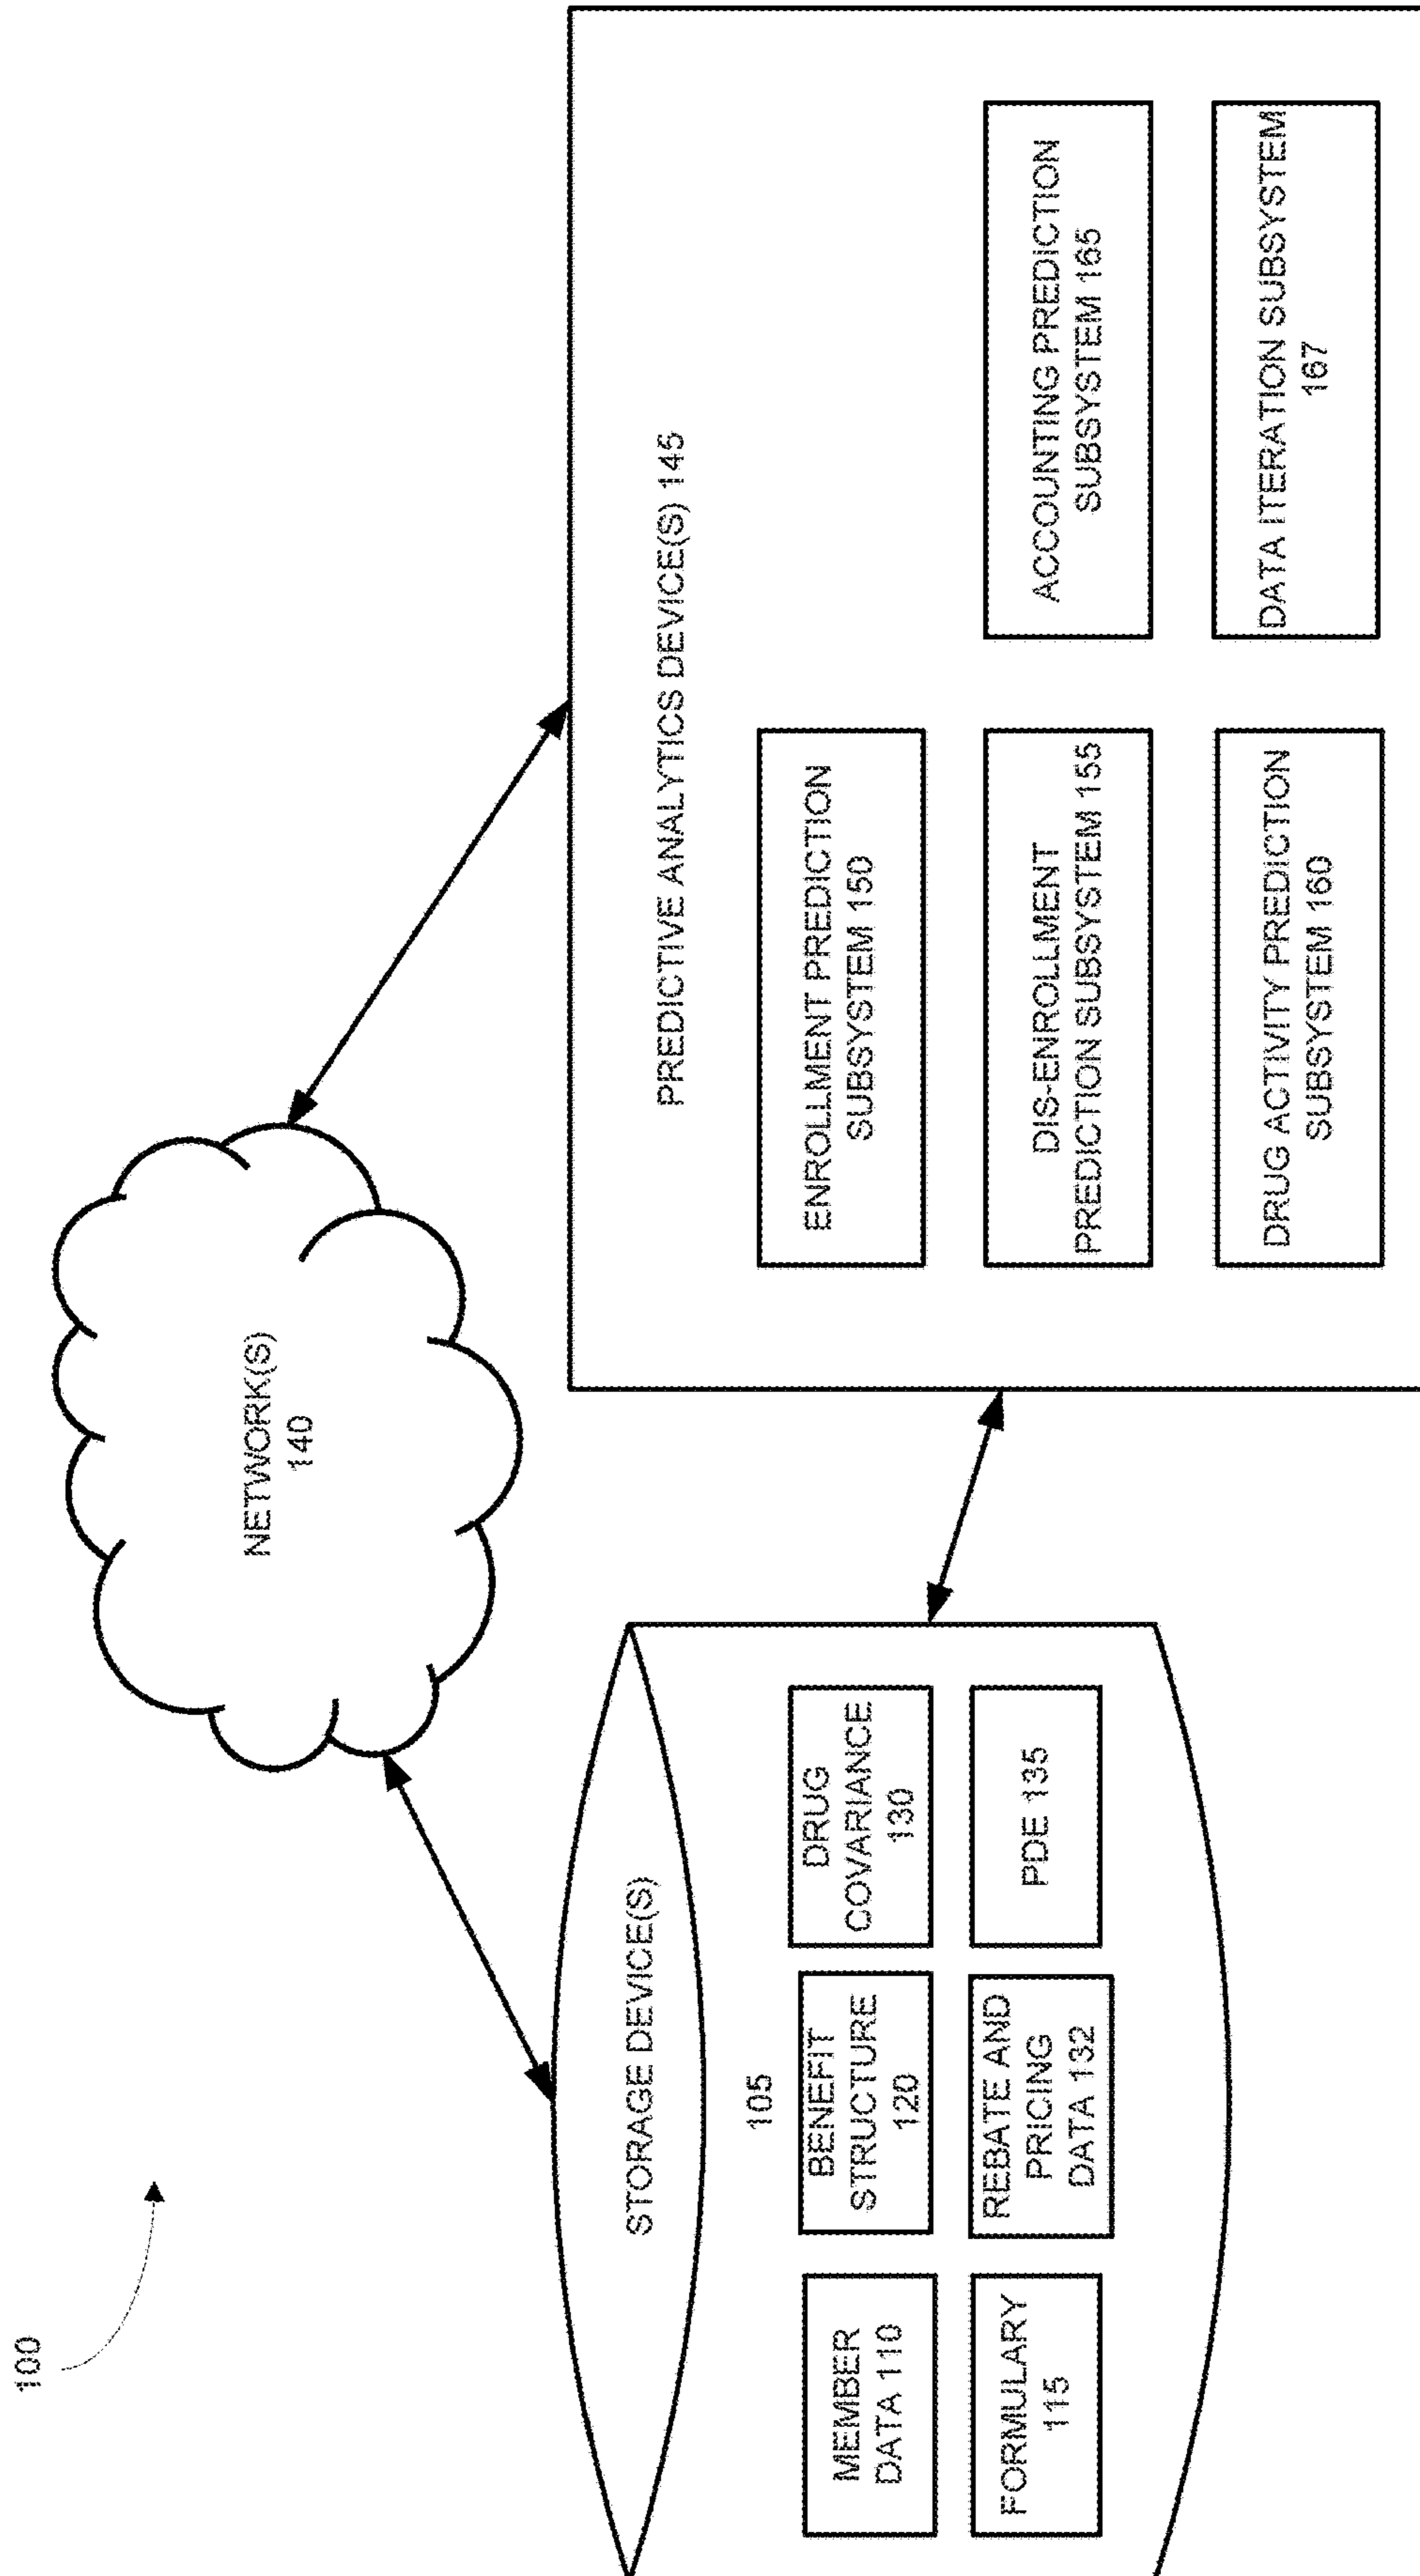 100
NETWORK(S)
140
STORAGE DEVICE(S)
105
MEMBER
DATA 110
BENEFIT
STRUCTURE
120
DRUG
COVARIANCE
130
FORMULARY
115
REBATE AND
PRICING
DATA 132
PDE 135
PREDICTIVE ANALYTICS DEVICE(S) 145
ENROLLMENT PREDICTION
SUBSYSTEM 150
DIS-ENROLLMENT
PREDICTION SUBSYSTEM 155
ACCOUNTING PREDICTION
SUBSYSTEM 165
DRUG ACTIVITY PREDICTION
SUBSYSTEM 160
DATA ITERATION SUBSYSTEM
167